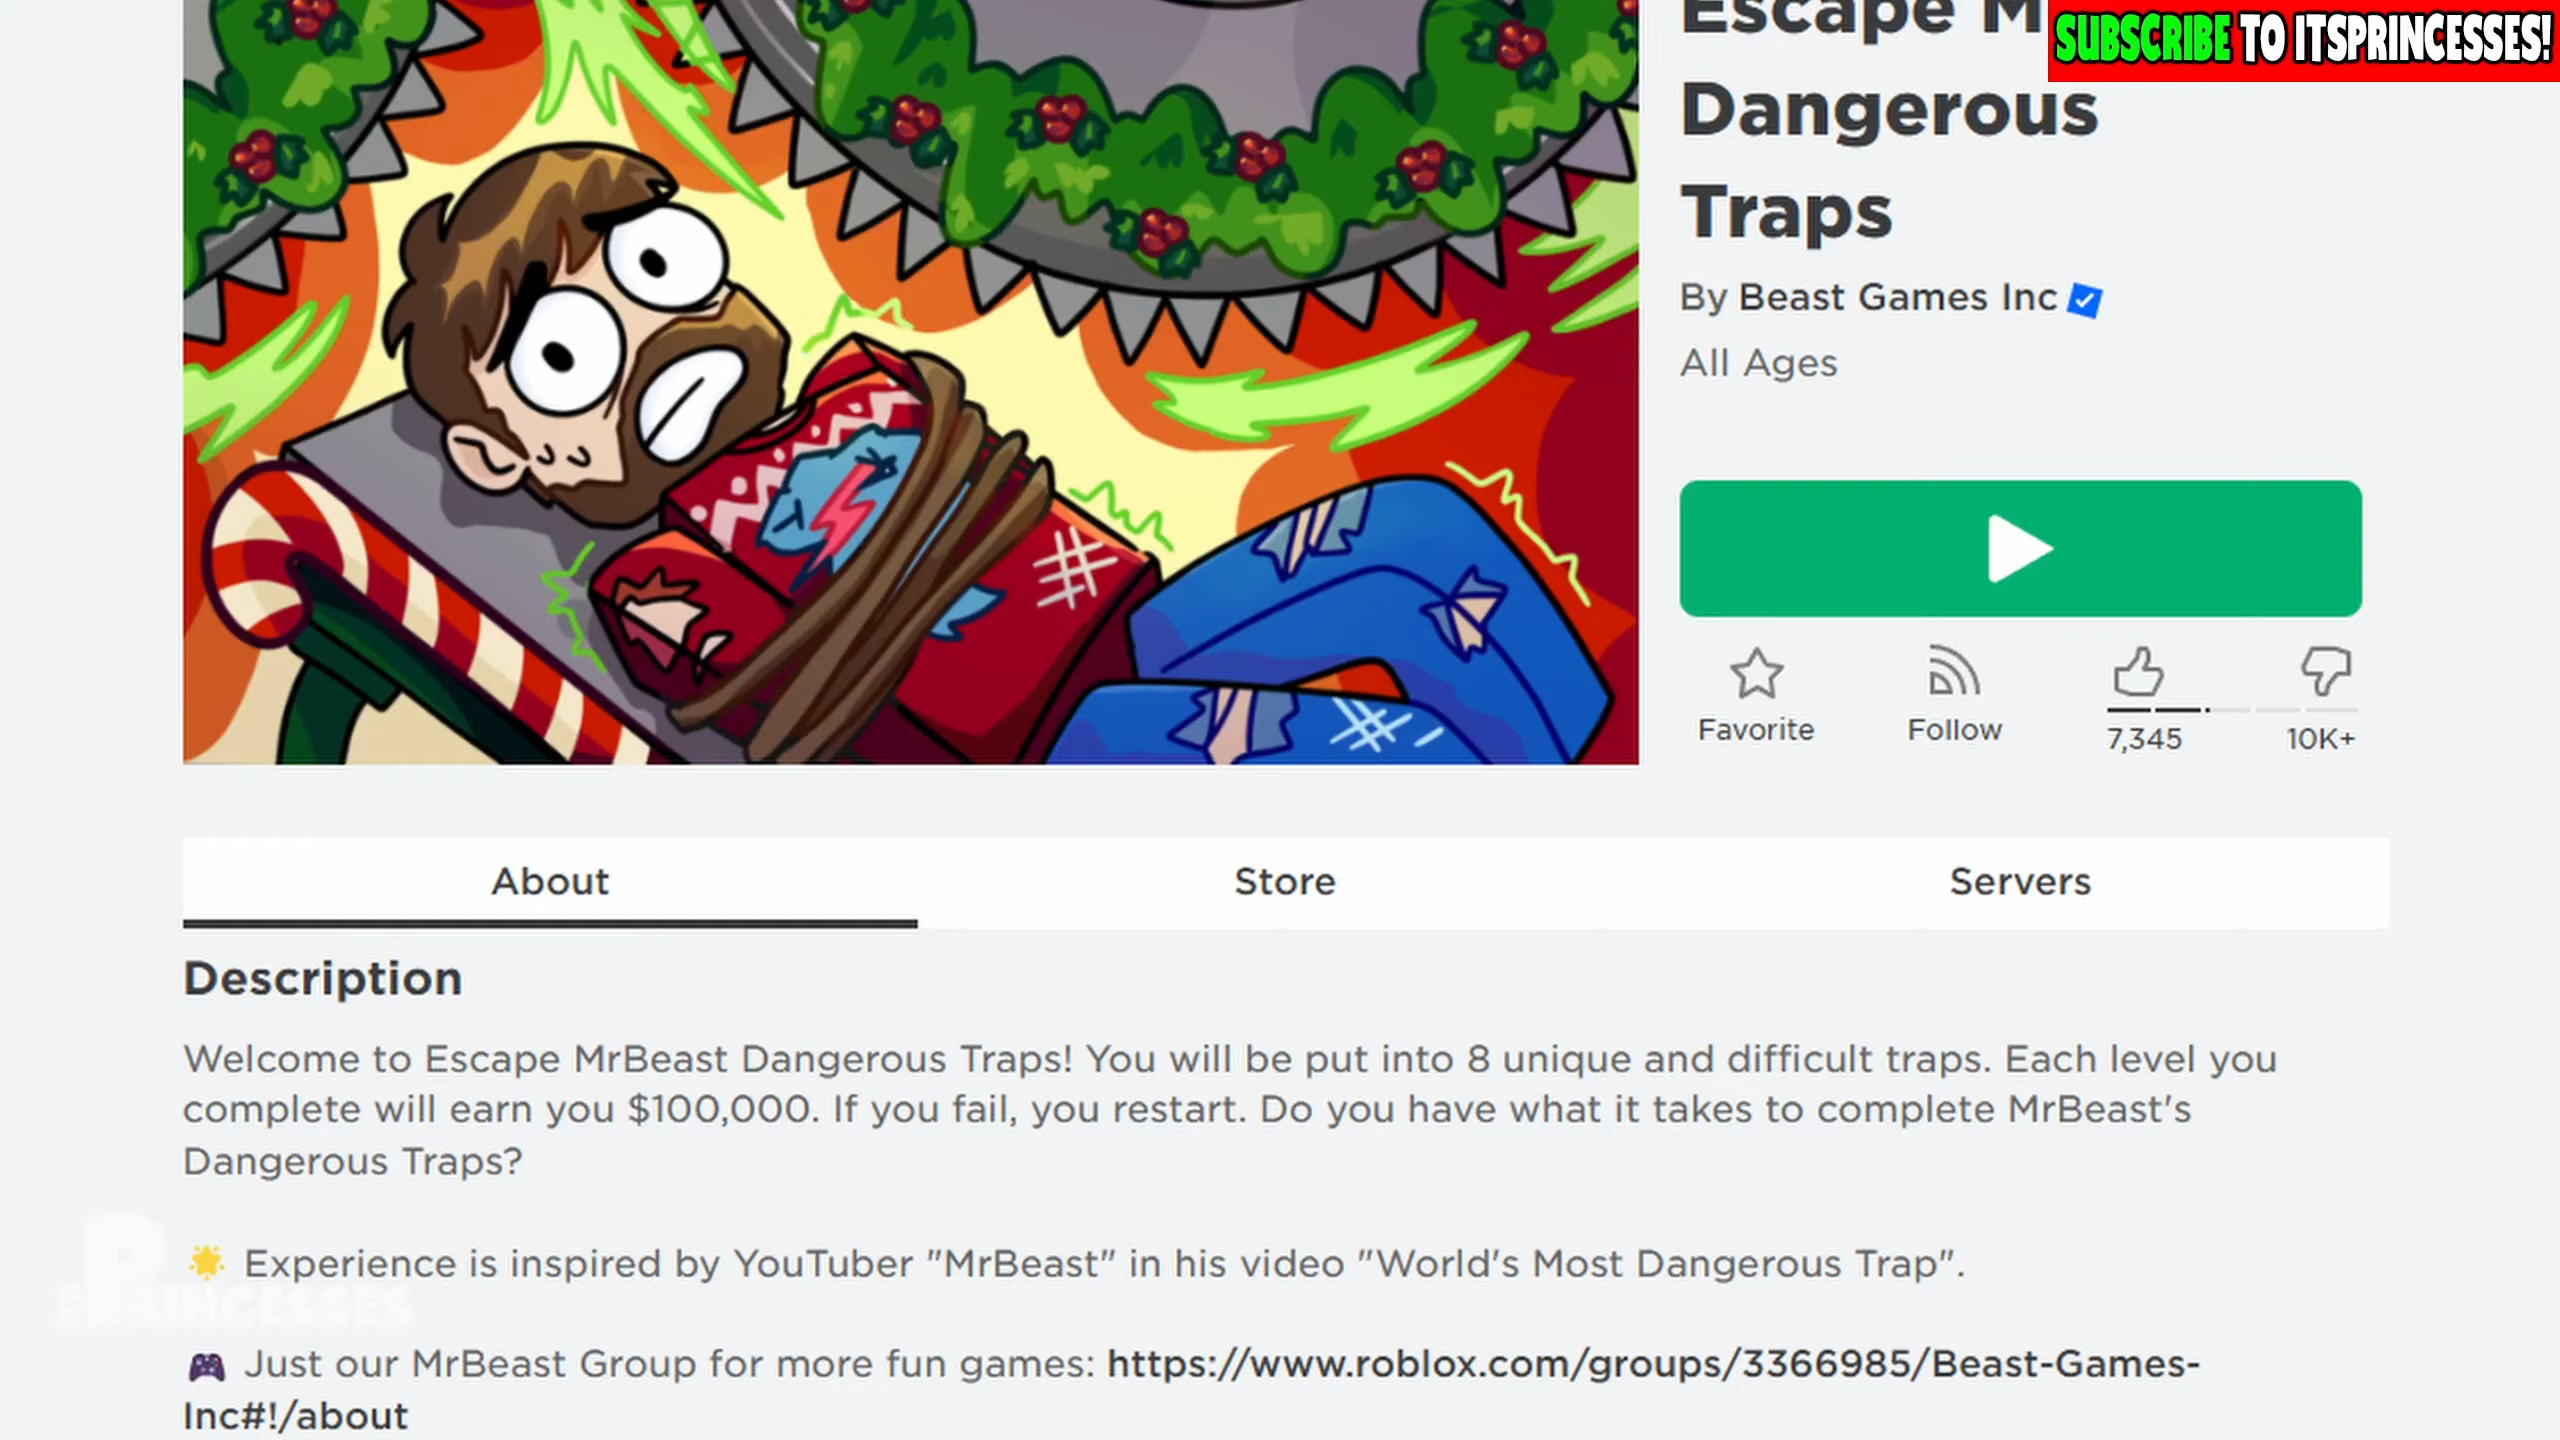 Escape M
SUBSCRIBE TO ITSPRINCESSES!
Dangerous
Traps
By Beast Games Inc
All Ages
Favorite
Follow
7,345
10K+
About
Store
Servers
Description
Welcome to Escape MrBeast Dangerous Traps! You will be put into 8 unique and difficult traps. Each level you
complete will earn you $100,000. If you fail, you restart. Do you have what it takes to complete MrBeast's
Dangerous Traps?
Experience is inspired by YouTuber "MrBeast" in his video "World's Most Dangerous Trap".
PRINCESSES
Just our MrBeast Group for more fun games: https://www.roblox.com/groups/3366985/Beast-Games-
Inc#!/about